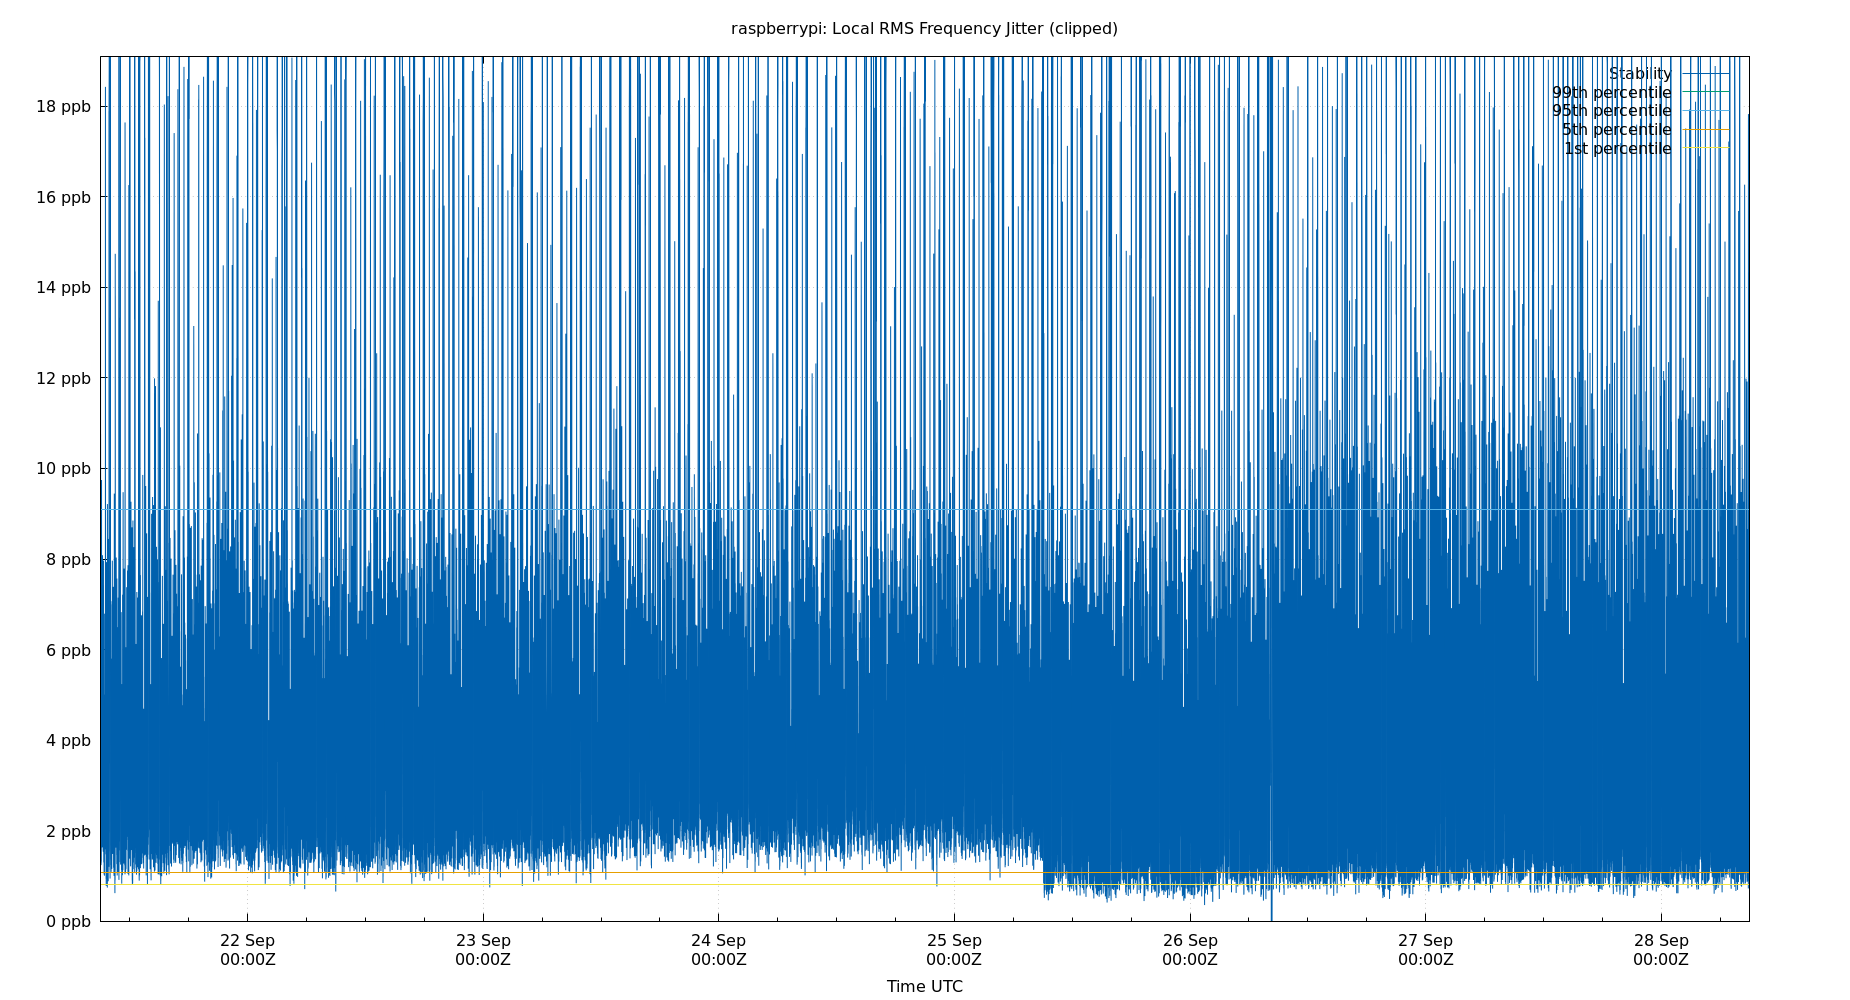 raspberrypi: Local RMS Frequency Jitter (clipped)
Stability
99th percentile
95th percentile
5th percentile
1st percentile
18 ppb
16 ppb
14 ppb
12 ppb
10 ppb
8 ppb
6 ppb
4 ppb
2 ppb
0 ppb
22 Sep 23 Sep 24 Sep 25 Sep 26 Sep 27 Sep 28 Sep
00:00Z 00:00Z 00:00Z 00:00Z 00:00Z 00:00Z 00:00Z
Time UTC